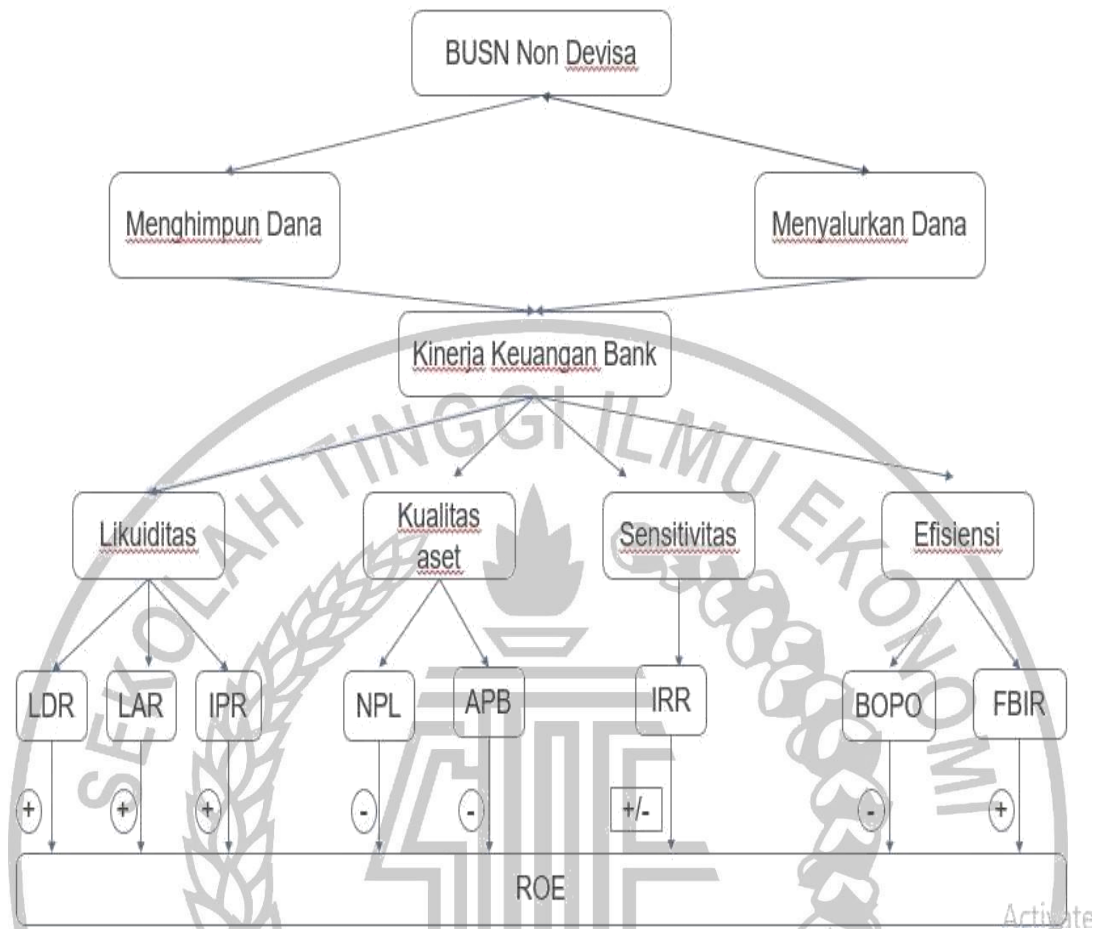 BUSN Non Devisa
Menghimpun Dana
Menyalurkan Dana
Kinerja Keuangan Bank
SEKOLAH TINGGI ILMU EKONOMI
Likuiditas
Kualitas
aset
Sensitivitas
Efisiensi
LDR
LAR
IPR
NPL
APB
IRR
BOPO
FBIR
+
+
+
-
-
+/-
-
+
ROE
Activate